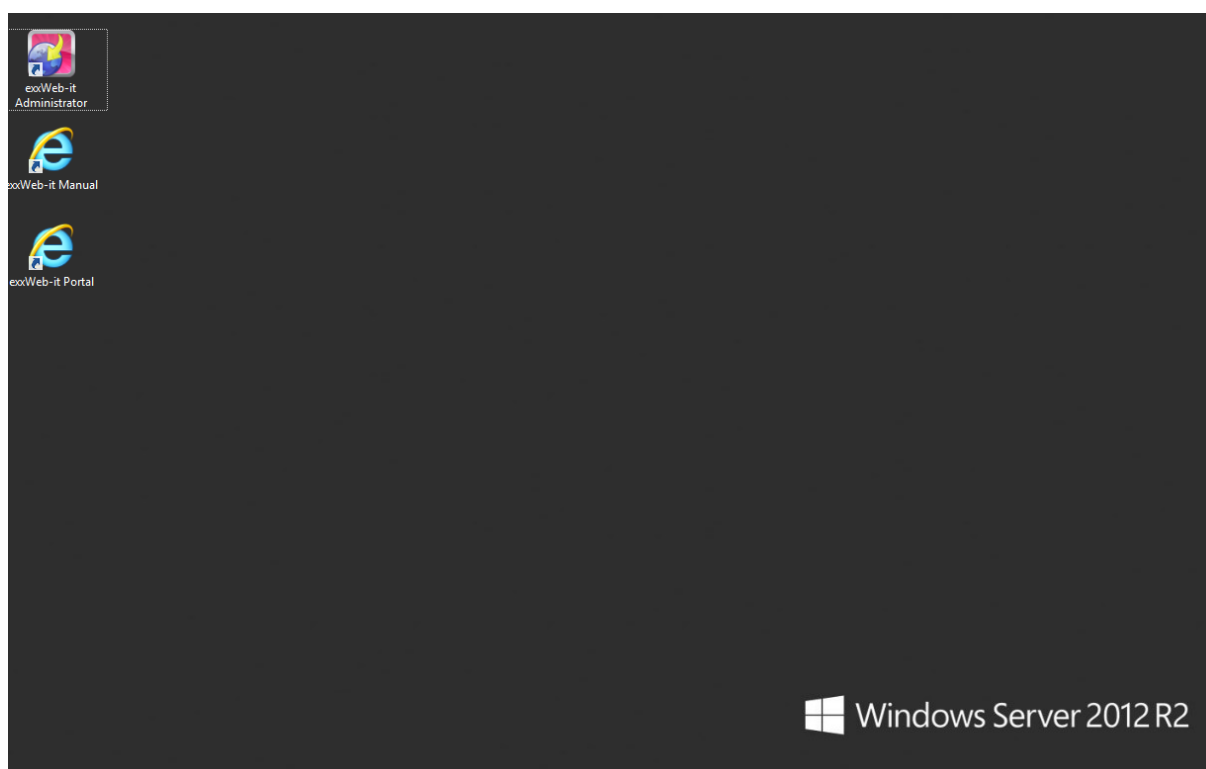 exxWeb-it
Administrator
exxWeb-it Manual
exxWeb-it Portal
Windows Server 2012 R2